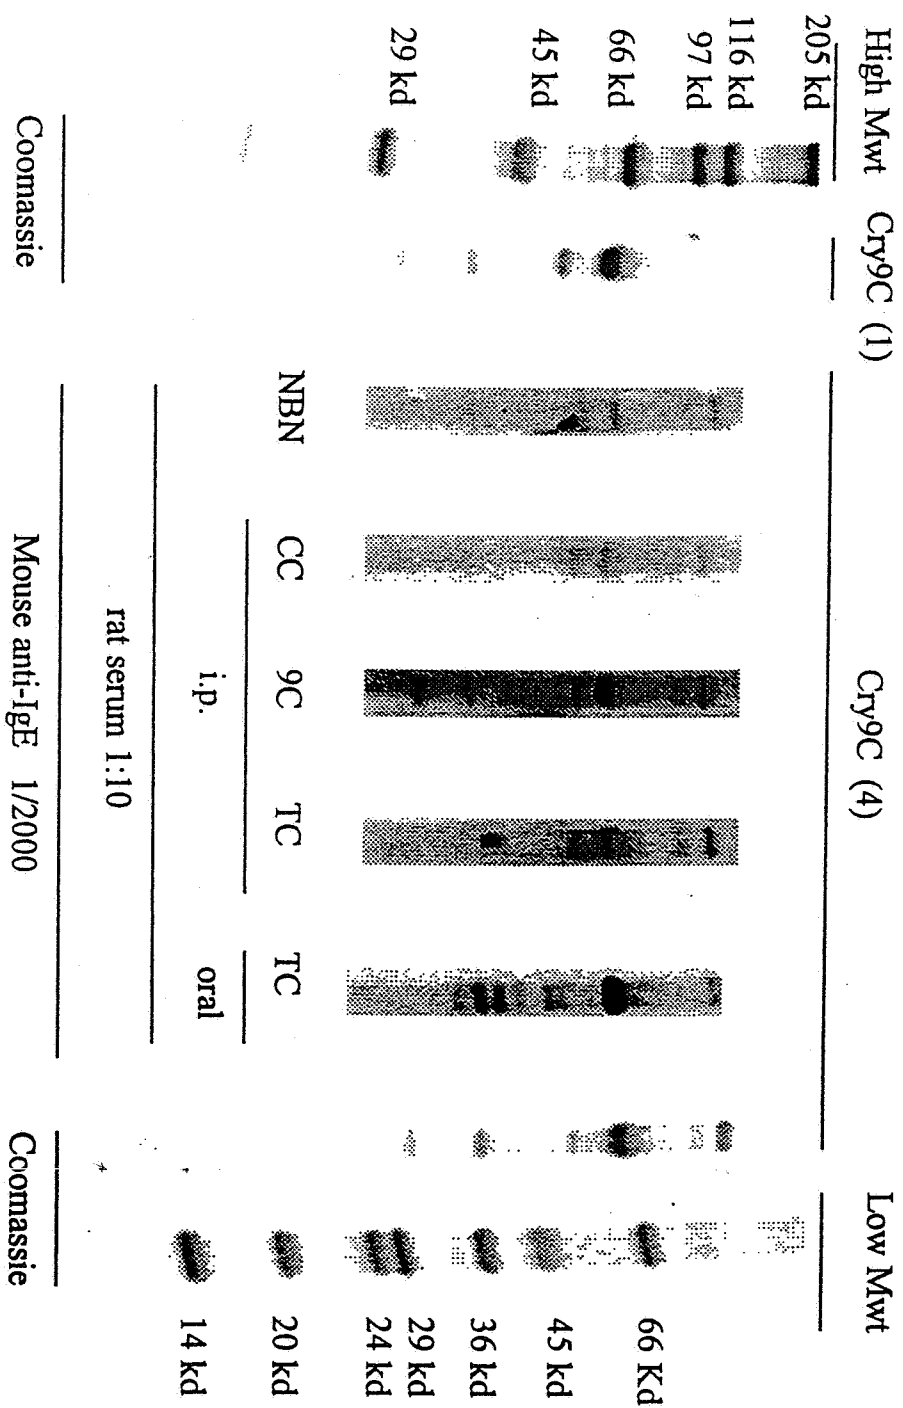 High Mwt
Cry9C (1)
Cry9C (4)
Low Mwt
205 kd
116 kd
97 kd
66 kd
45 kd
29 kd
66 Kd
45 kd
36 kd
29 kd
24 kd
20 kd
14 kd
NBN
CC
9C
TC
TC
i.p.
oral
rat serum 1:10
Coomassie
Mouse anti-IgE 1/2000
Coomassie